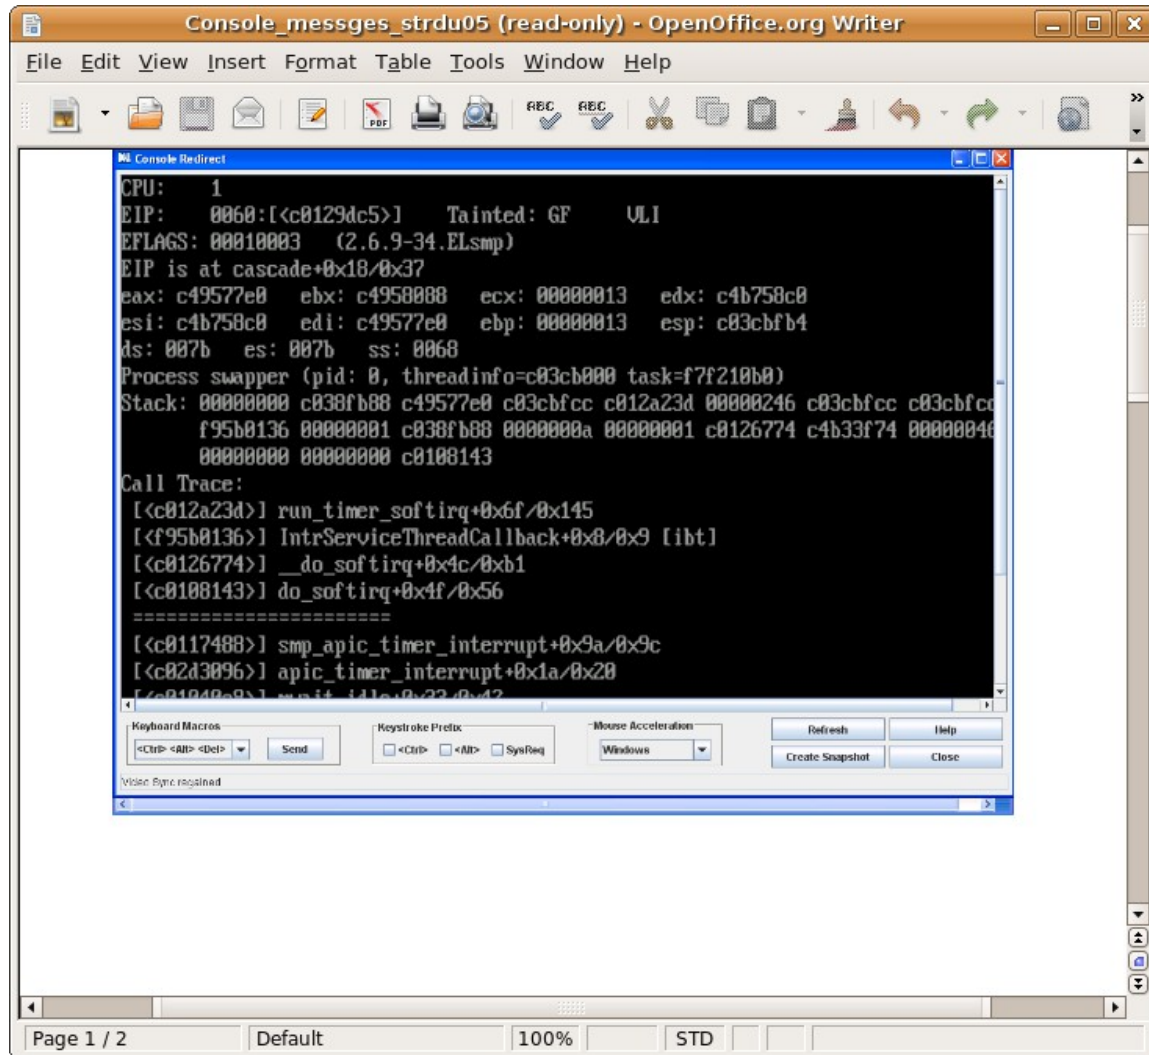 Console_messges_strdu05 (read-only) - OpenOffice.org Writer
File Edit View Insert Format Table Tools Window Help
PDF ABC ABC
Console Redirect
CPU: 1
EIP: 0060:[<c0129dc5>] Tainted: GF VLI
EFLAGS: 00010003 (2.6.9-34.ELsmp)
EIP is at cascade+0x18/0x37
eax: c49577e0 ebx: c4958088 ecx: 00000013 edx: c4b758c0
esi: c4b758c0 edi: c49577e0 ebp: 00000013 esp: c03cbfb4
ds: 007b es: 007b ss: 0068
Process swapper (pid: 0, threadinfo=c03cb000 task=f7f210b0)
Stack: 00000000 c038fb88 c49577e0 c03cbfcc c012a23d 00000246 c03cbfcc c03cbfcc
f95b0136 00000001 c038fb88 0000000a 00000001 c0126774 c4b33f74 00000046
00000000 00000000 c0108143
Call Trace:
[<c012a23d>] run_timer_softirq+0x6f/0x145
[<f95b0136>] IntrServiceThreadCallback+0x8/0x9 [ibt]
[<c0126774>] __do_softirq+0x4c/0xb1
[<c0108143>] do_softirq+0x4f/0x56
=======================
[<c0117488>] smp_apic_timer_interrupt+0x9a/0x9c
[<c02d3096>] apic_timer_interrupt+0x1a/0x20
[<c01040e8>] mwait_idle+0x33/0x42
Keyboard Macros
<Ctrl> <Alt> <Del> Send
Keystroke Prefix
<Ctrl> <Alt> SysReq
Mouse Acceleration
Windows
Refresh Help
Create Snapshot Close
Video Sync regained
Page 1 / 2 Default 100% STD